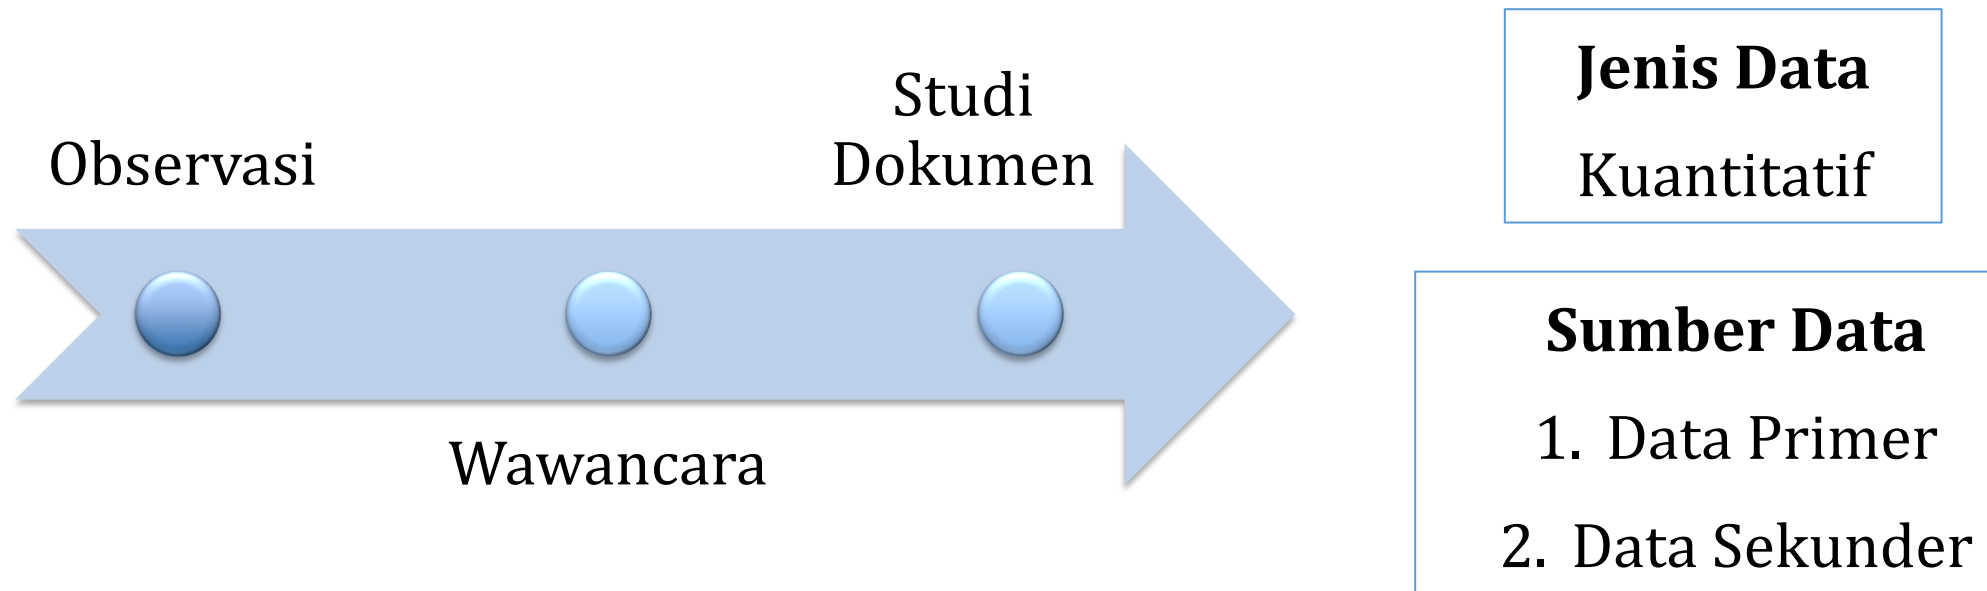 Observasi
Wawancara
Studi
Dokumen
Jenis Data
Kuantitatif
Sumber Data
1. Data Primer
2. Data Sekunder